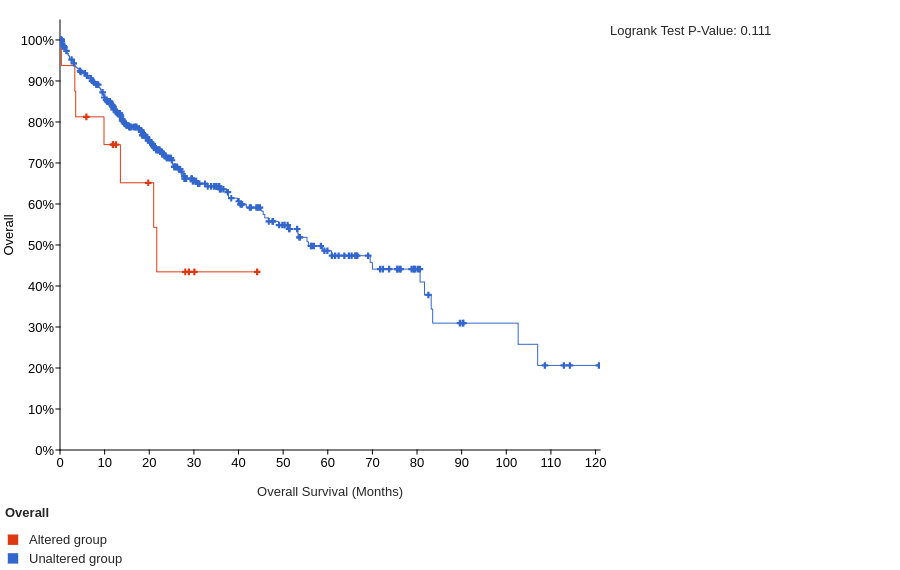 Logrank Test P-Value: 0.111
100%
90%
80%
70%
60%
50%
40%
30%
20%
10%
0%
Overall
0 10 20 30 40 50 60 70 80 90 100 110 120
Overall Survival (Months)
Overall
Altered group
Unaltered group